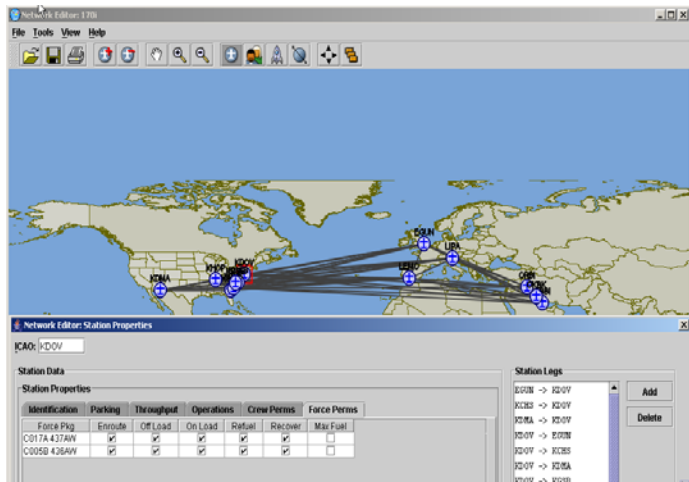 Network Editor: 170i
File Tools View Help
EGUN
LIPA
KDOV
KHOP
KDMA
Network Editor: Station Properties
ICAO: KDOV
Station Data
Station Legs
Station Properties
Identification Parking Throughput Operations Crew Perms Force Perms
Force Pkg Enroute Off Load On Load Refuel Recover Max Fuel
C017A 437AW
C005B 436AW
EGUN -> KDOV
KCHS -> KDOV
KDMA -> KDOV
KDOV -> EGUN
KDOV -> KCHS
KDOV -> KDMA
KDOV -> KGSB
Add
Delete